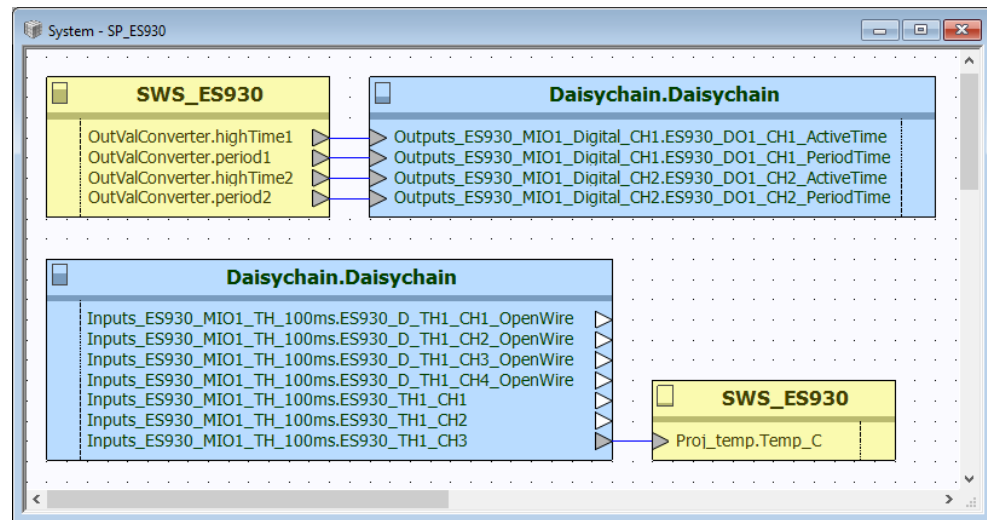 System - SP_ES930
SWS_ES930
OutValConverter.highTime1
OutValConverter.period1
OutValConverter.highTime2
OutValConverter.period2
Daisychain.Daisychain
Outputs_ES930_MIO1_Digital_CH1.ES930_DO1_CH1_ActiveTime
Outputs_ES930_MIO1_Digital_CH1.ES930_DO1_CH1_PeriodTime
Outputs_ES930_MIO1_Digital_CH2.ES930_DO1_CH2_ActiveTime
Outputs_ES930_MIO1_Digital_CH2.ES930_DO1_CH2_PeriodTime
Daisychain.Daisychain
Inputs_ES930_MIO1_TH_100ms.ES930_D_TH1_CH1_OpenWire
Inputs_ES930_MIO1_TH_100ms.ES930_D_TH1_CH2_OpenWire
Inputs_ES930_MIO1_TH_100ms.ES930_D_TH1_CH3_OpenWire
Inputs_ES930_MIO1_TH_100ms.ES930_D_TH1_CH4_OpenWire
Inputs_ES930_MIO1_TH_100ms.ES930_TH1_CH1
Inputs_ES930_MIO1_TH_100ms.ES930_TH1_CH2
Inputs_ES930_MIO1_TH_100ms.ES930_TH1_CH3
SWS_ES930
Proj_temp.Temp_C